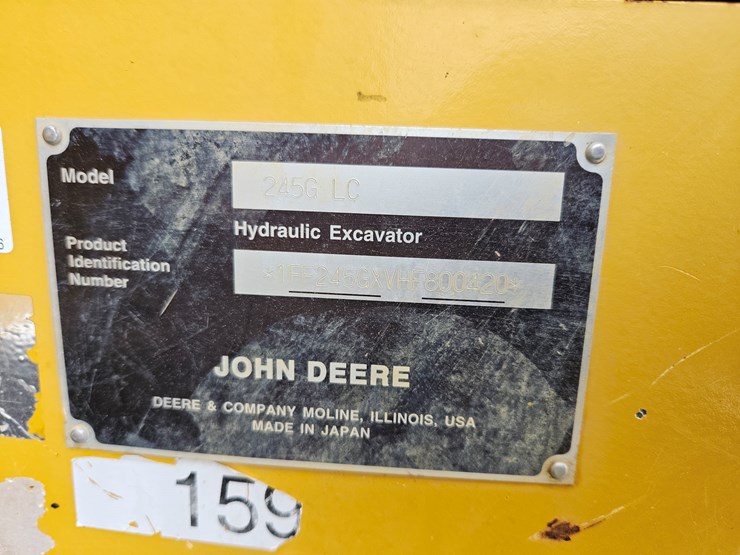 Model
245G LC
Hydraulic Excavator
Product
Identification
Number
JOHN DEERE
DEERE & COMPANY MOLINE, ILLINOIS, USA
MADE IN JAPAN
159